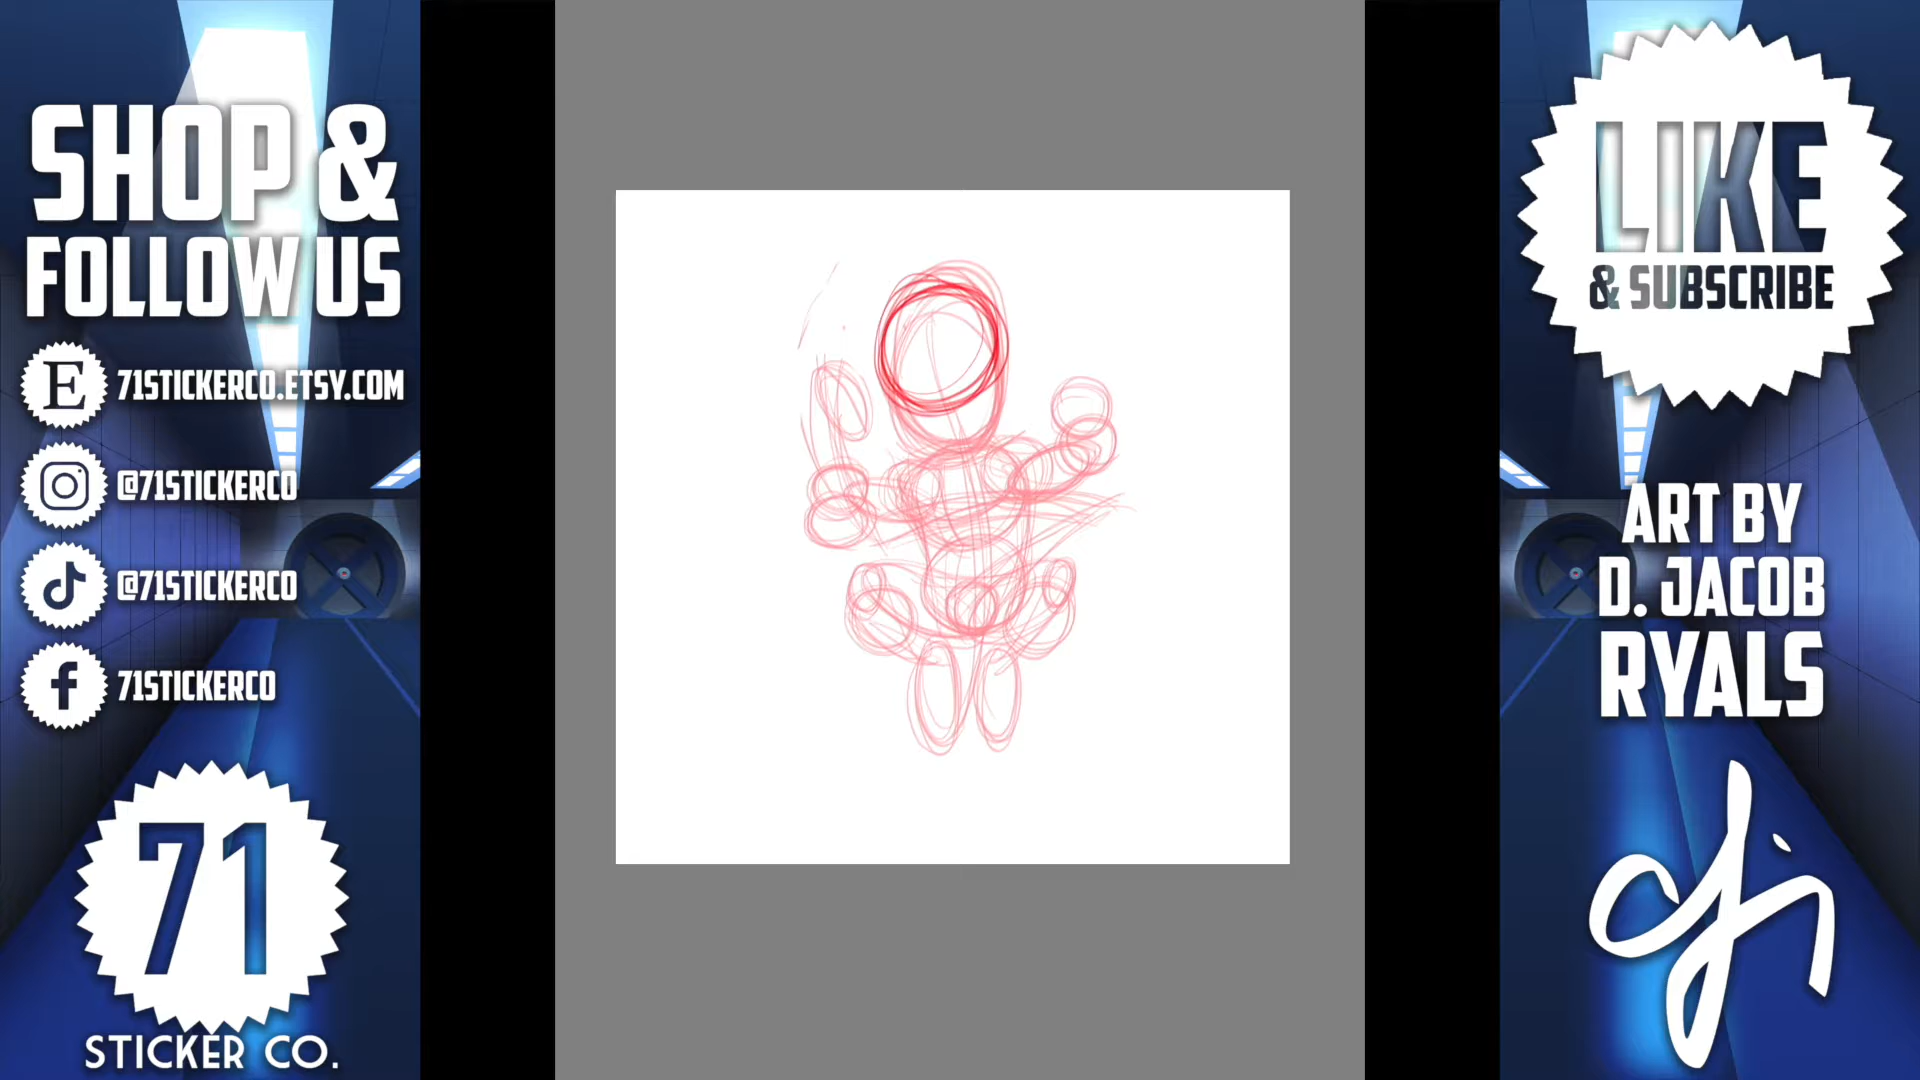 SHOP &
FOLLOW US
E 71STICKERCO.ETSY.COM
@71STICKERCO
@71STICKERCO
f 71STICKERCO
71
STICKER CO.
LIKE
& SUBSCRIBE
ART BY
D. JACOB
RYALS